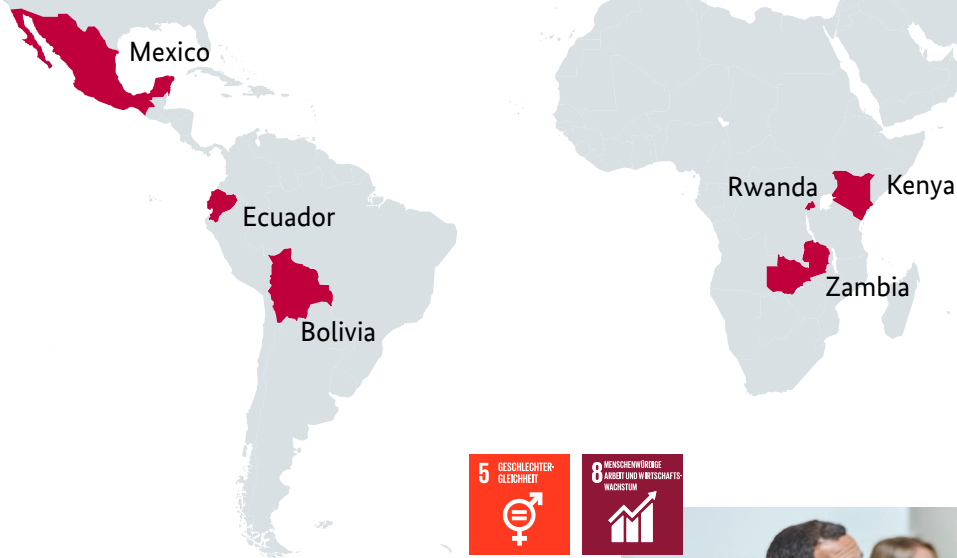 Mexico
Rwanda
Kenya
Ecuador
Zambia
Bolivia
5 GESCHLECHTER-
GLEICHHEIT
8 MENSCHENWÜRDIGE
ARBEIT UND WIRTSCHAFTS-
WACHSTUM